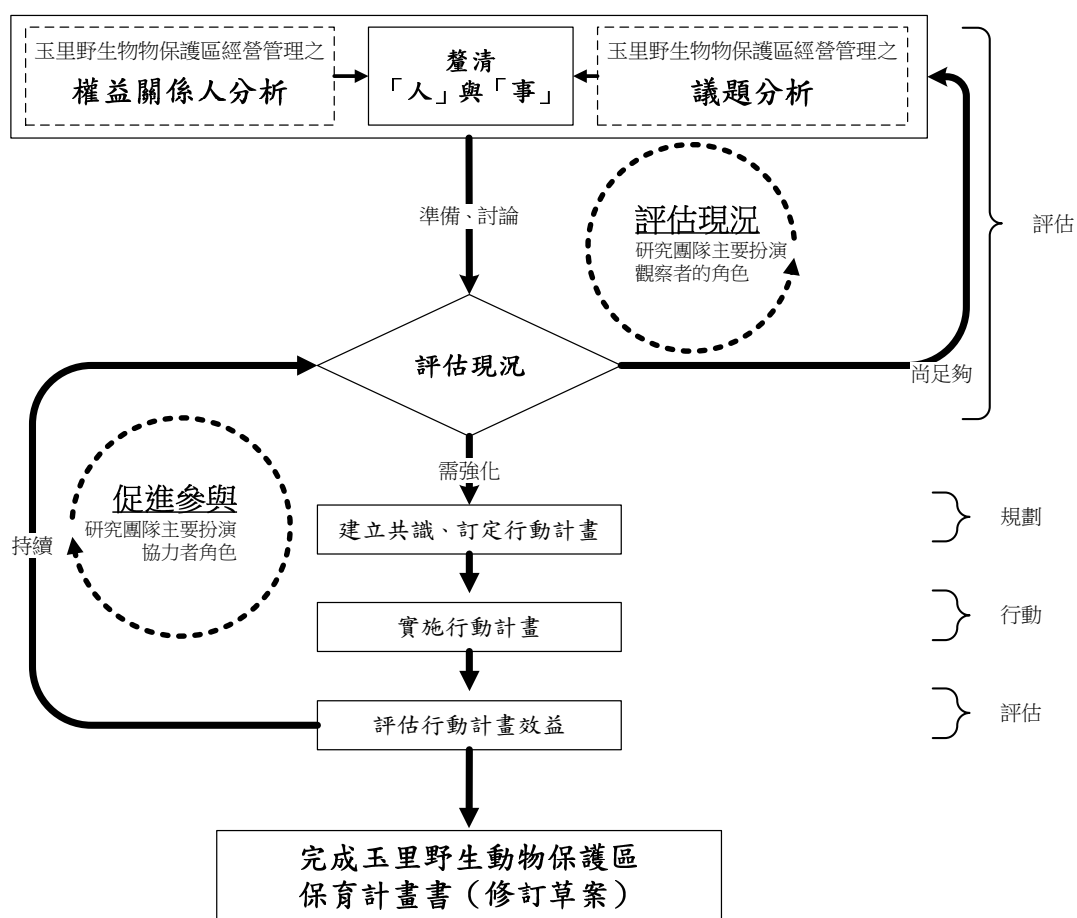 玉里野生物物保護區經營管理之
權益關係人分析
釐清
「人」與「事」
玉里野生物物保護區經營管理之
議題分析
準備、討論
評估現況
研究團隊主要扮演
觀察者的角色
評估
評估現況
尚足夠
需強化
促進參與
研究團隊主要扮演
協力者角色
持續
建立共識、訂定行動計畫
規劃
實施行動計畫
行動
評估行動計畫效益
評估
完成玉里野生動物保護區
保育計畫書（修訂草案）